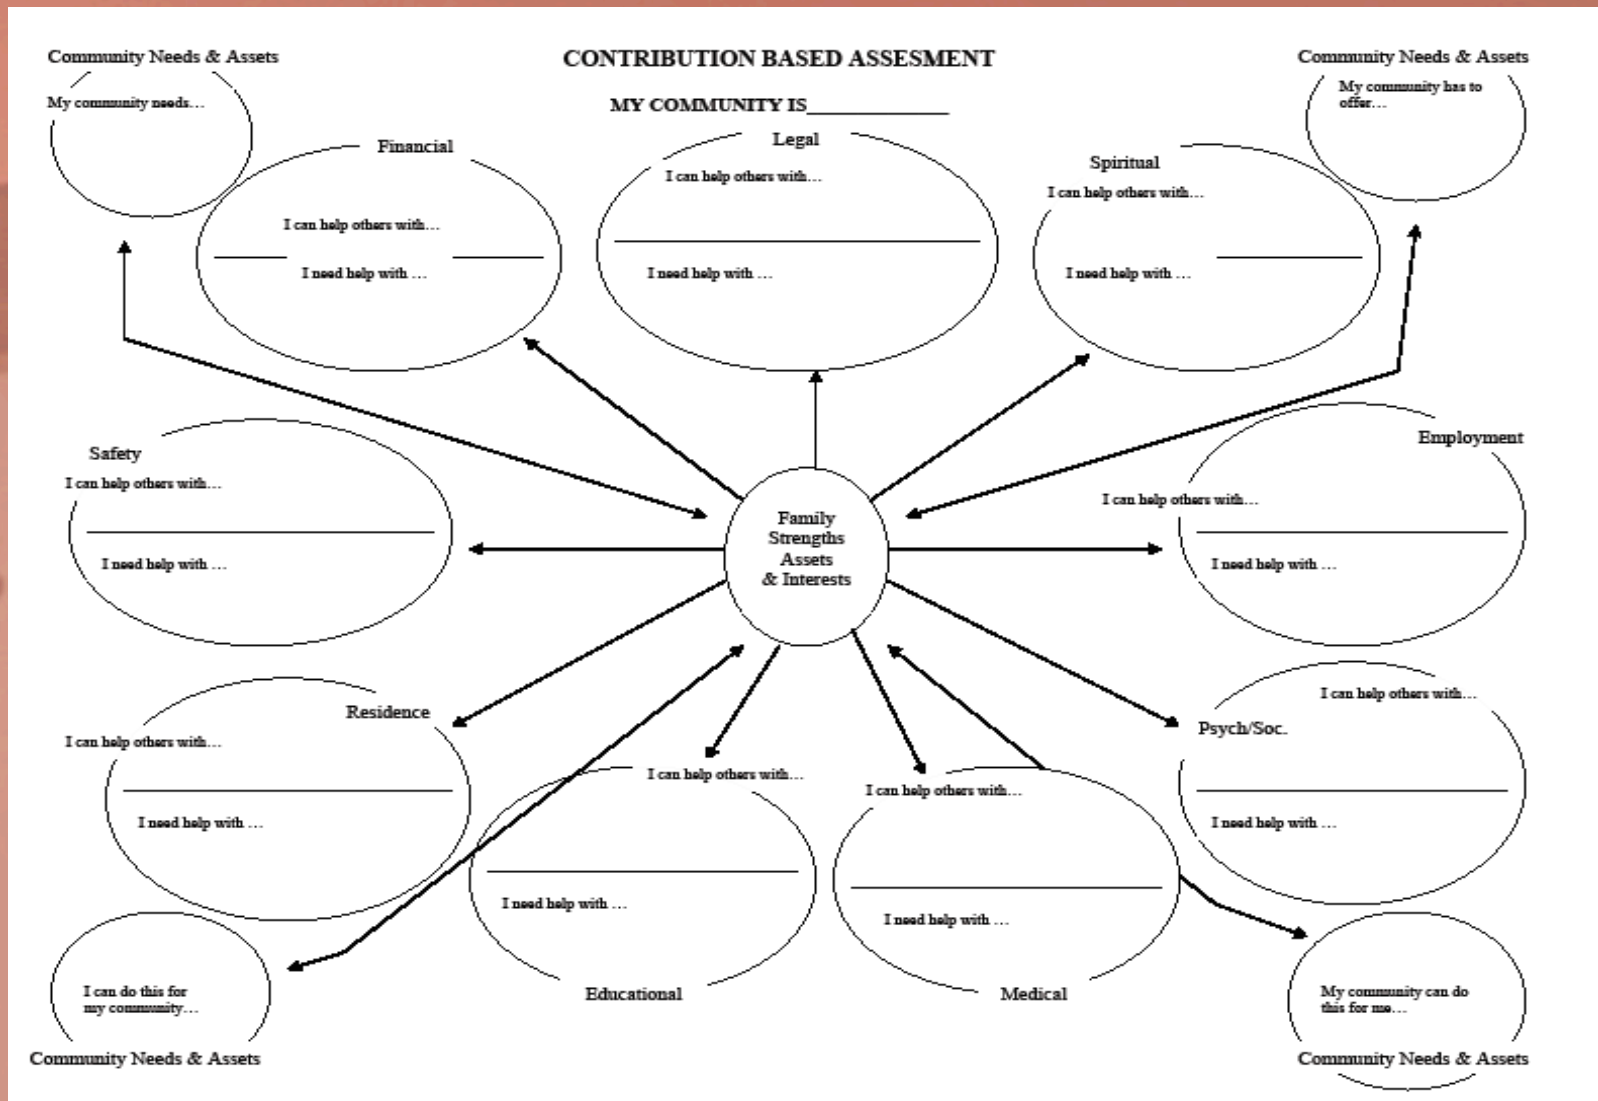 Community Needs & Assets
CONTRIBUTION BASED ASSESMENT
Community Needs & Assets
My community needs...
MY COMMUNITY IS_______________
My community has to
offer...
Financial
I can help others with...
I need help with ...
Legal
I can help others with...
I need help with ...
Spiritual
I can help others with...
I need help with ...
Safety
I can help others with...
I need help with ...
Family
Strengths
Assets
& Interests
Employment
I can help others with...
I need help with ...
Residence
I can help others with...
I need help with ...
I can help others with...
I need help with ...
Educational
I can help others with...
I need help with ...
Medical
I can help others with...
Psych/Soc.
I need help with ...
I can do this for
my community...
Community Needs & Assets
My community can do
this for me...
Community Needs & Assets